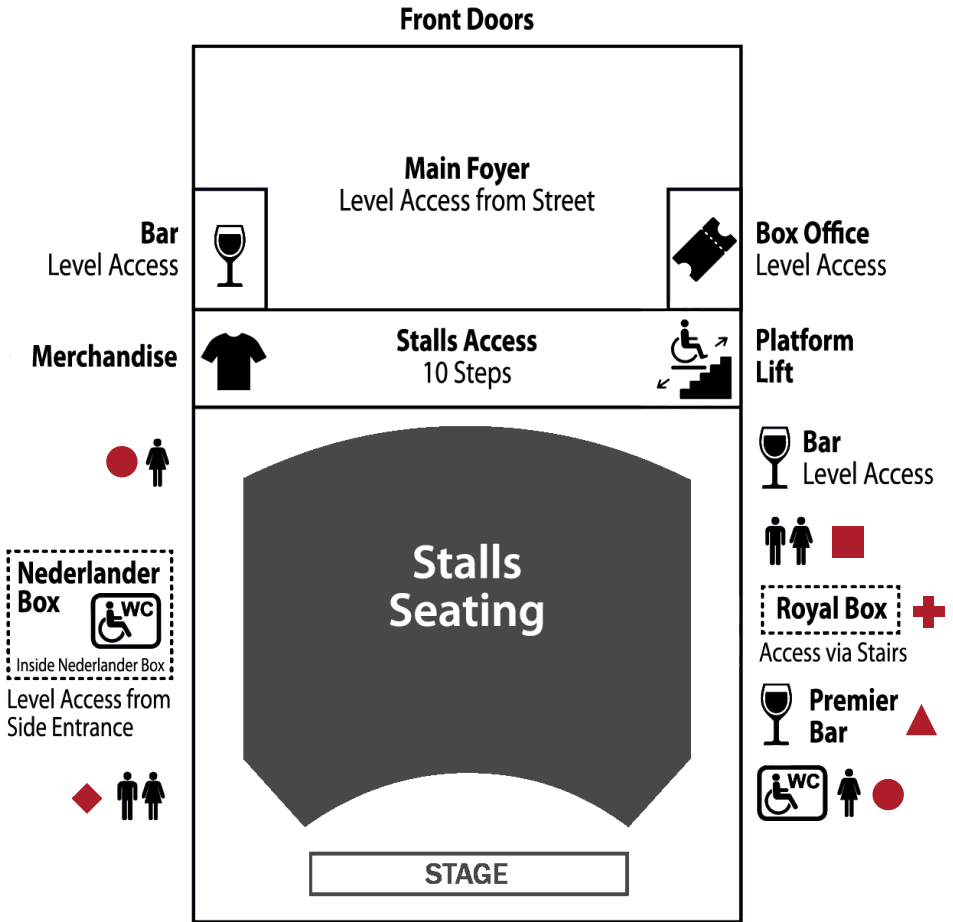 Front Doors
Main Foyer
Level Access from Street
Bar
Level Access
Box Office
Level Access
Merchandise
Stalls Access
10 Steps
Platform
Lift
Bar
Level Access
Stalls
Seating
Nederlander
Box
WC
Inside Nederlander Box
Level Access from
Side Entrance
Royal Box
Access via Stairs
Premier
Bar
WC
STAGE